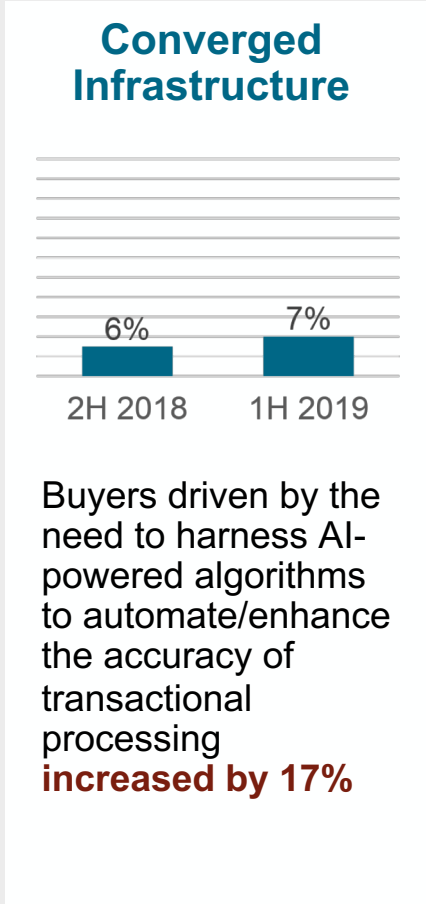 Converged
Infrastructure
6%
7%
2H 2018
1H 2019
Buyers driven by the
need to harness AI-
powered algorithms
to automate/enhance
the accuracy of
transactional
processing
increased by 17%